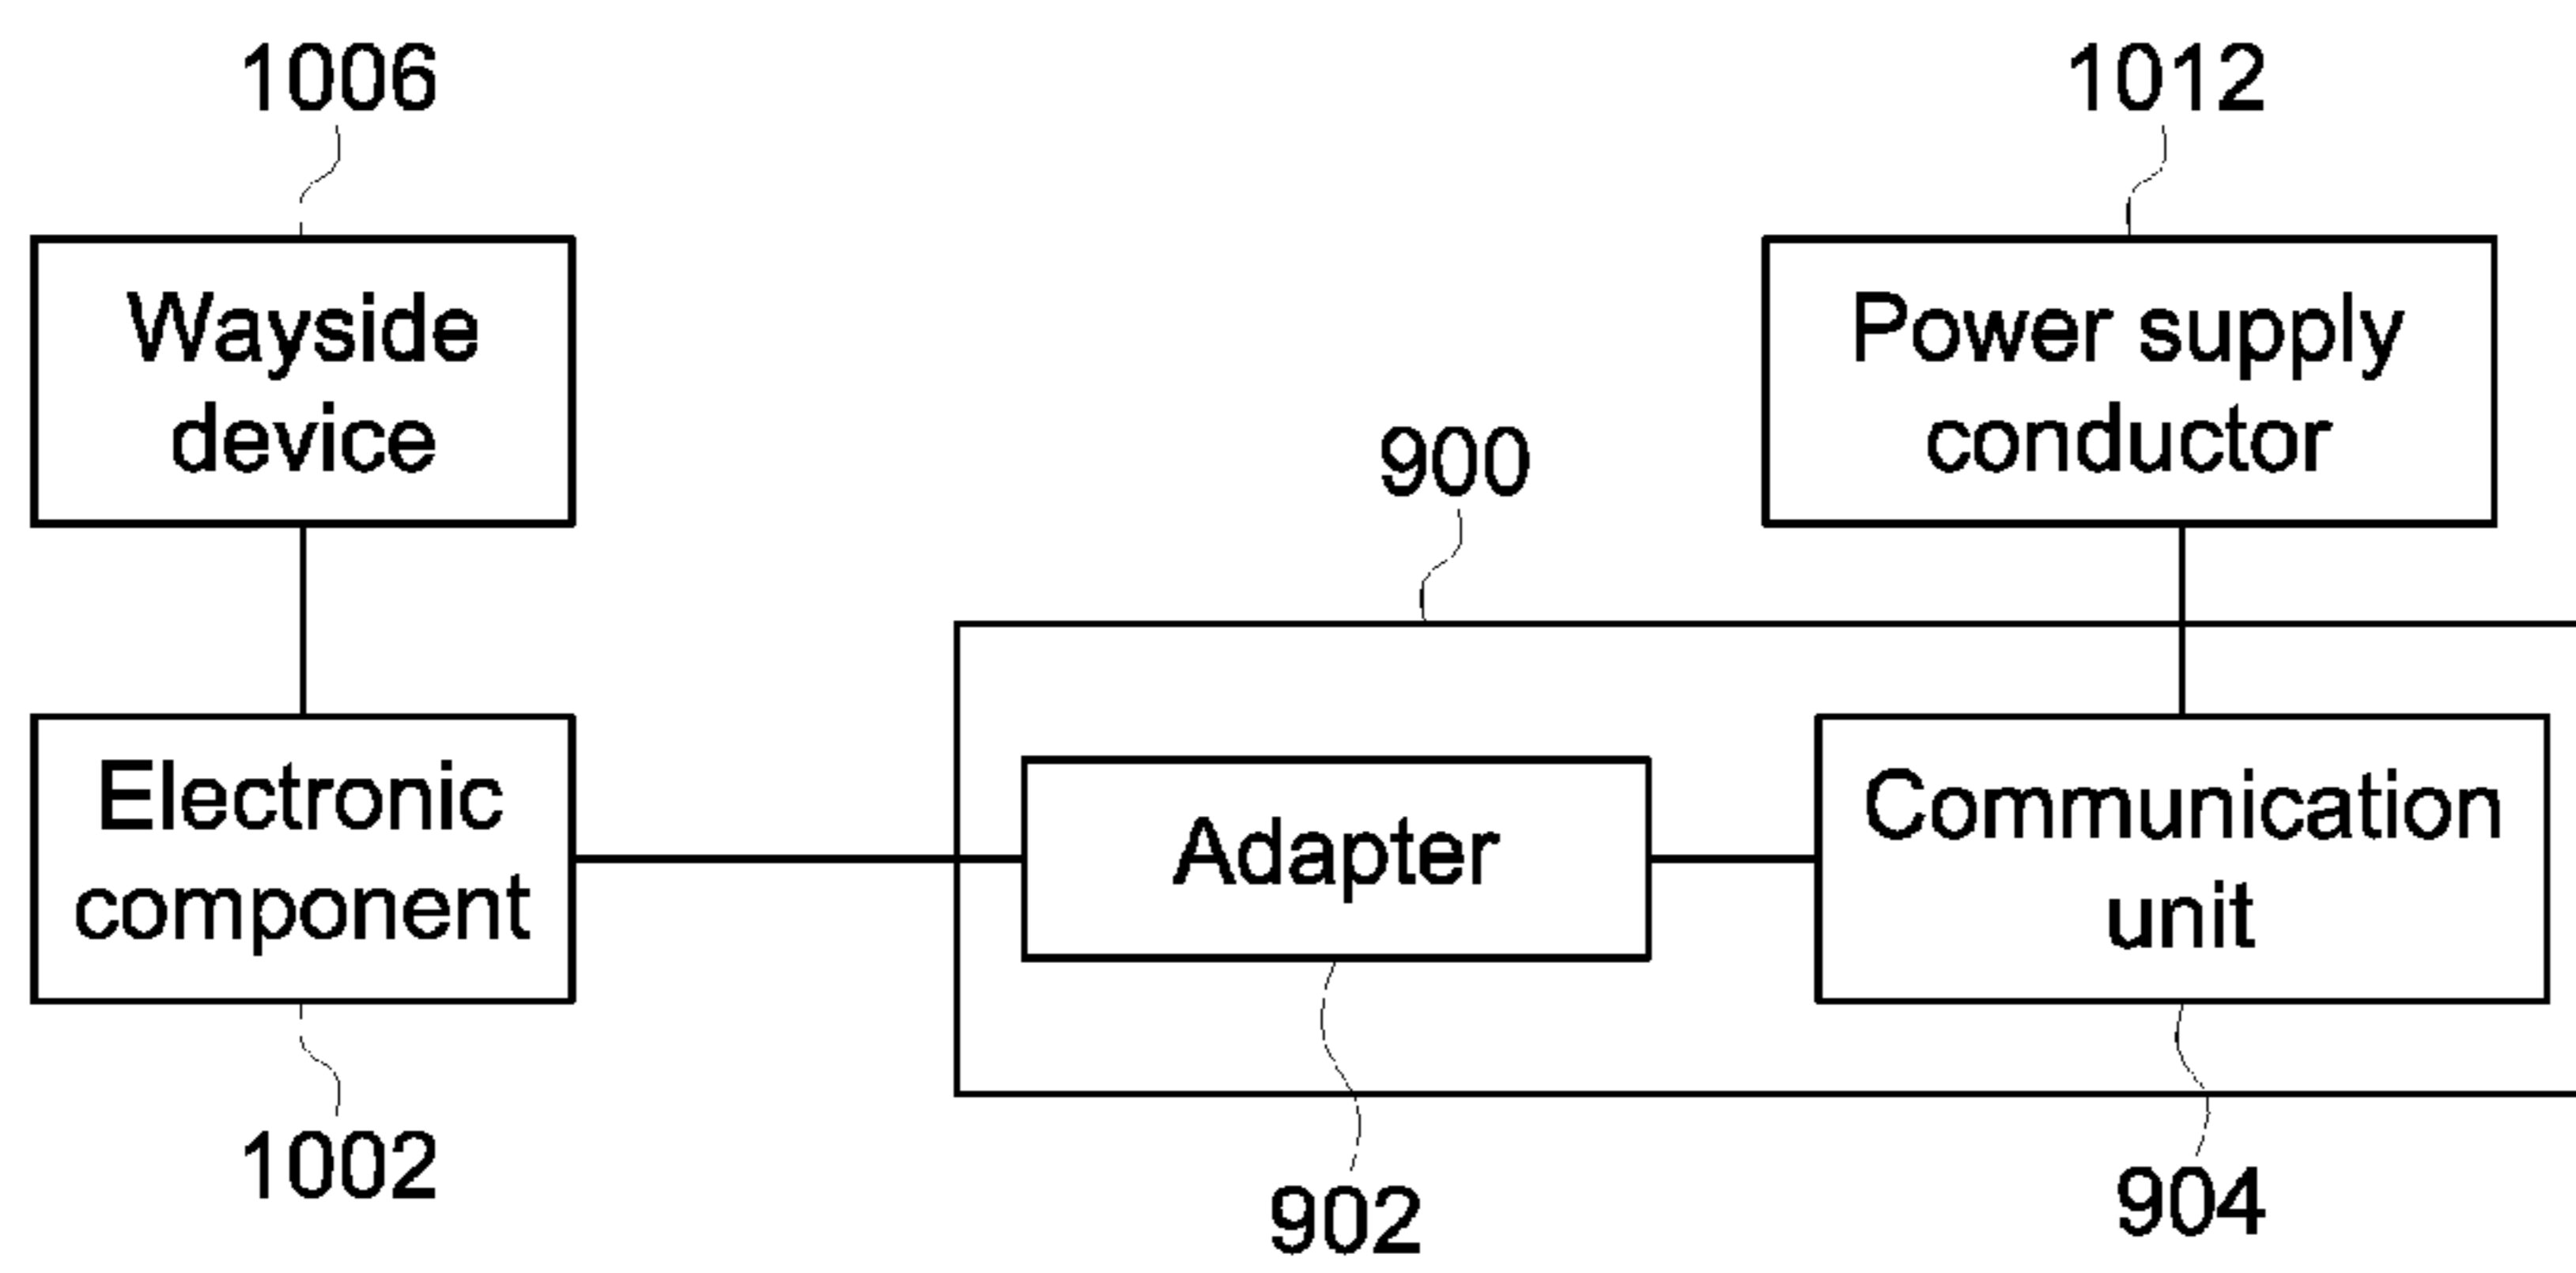 1006
1012
Wayside
device
Power supply
conductor
900
Electronic
component
Adapter
Communication
unit
1002
902
904